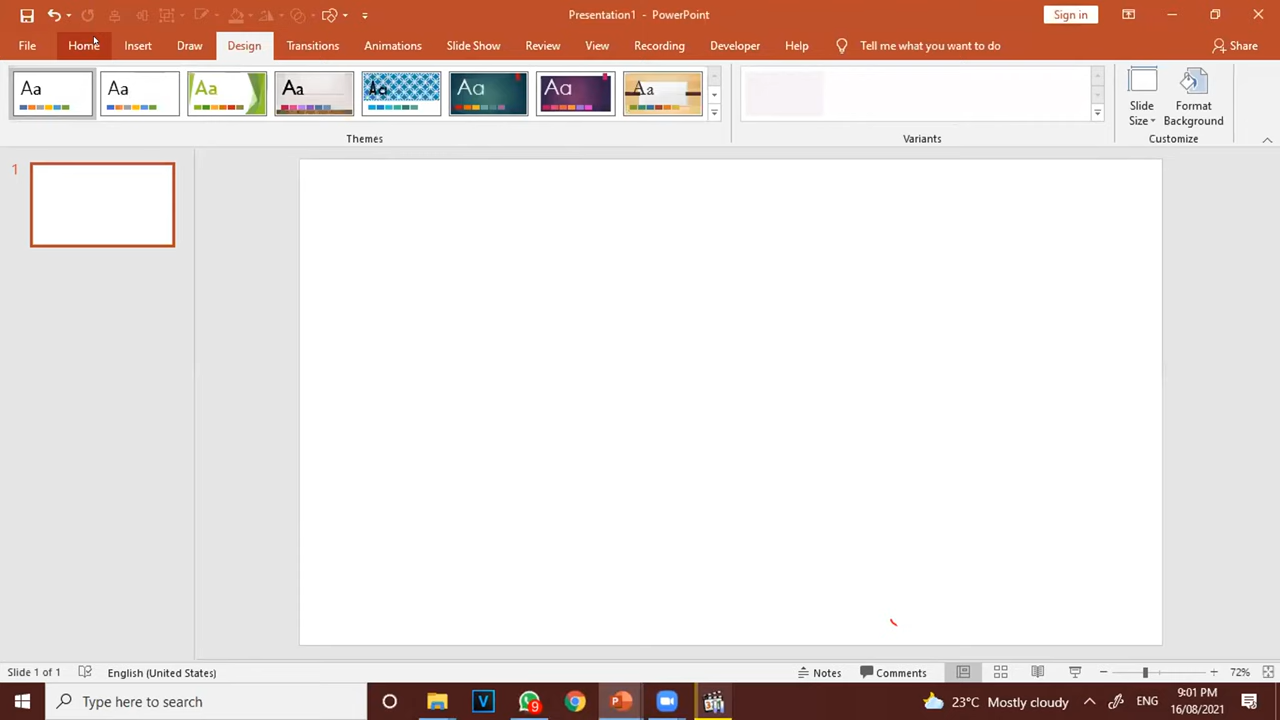 Presentation1 - PowerPoint
Sign in
File
Home
Insert
Draw
Design
Transitions
Animations
Slide Show
Review
View
Recording
Developer
Help
Tell me what you want to do
Share
Aa
Aa
Aa
Aa
Aa
Aa
Aa
Aa
Slide Size
Format Background
Themes
Variants
Customize
1
Slide 1 of 1
English (United States)
Notes
Comments
72%
Type here to search
9
23°C Mostly cloudy
ENG
9:01 PM
16/08/2021